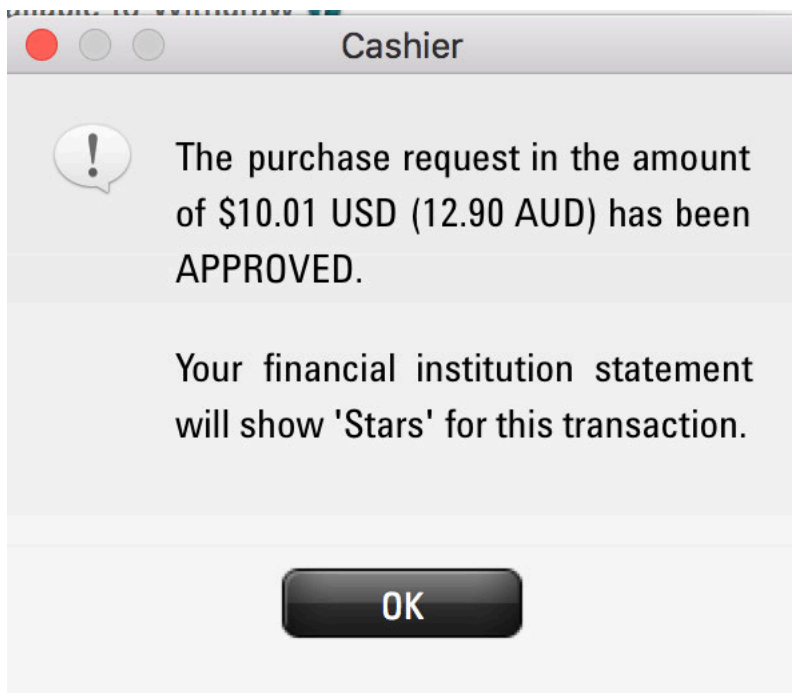 Cashier
The purchase request in the amount
of $10.01 USD (12.90 AUD) has been
APPROVED.
Your financial institution statement
will show 'Stars' for this transaction.
OK